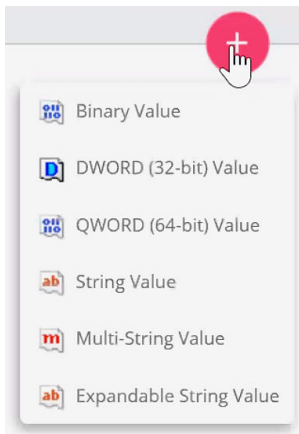 Binary Value
DWORD (32-bit) Value
QWORD (64-bit) Value
String Value
Multi-String Value
Expandable String Value